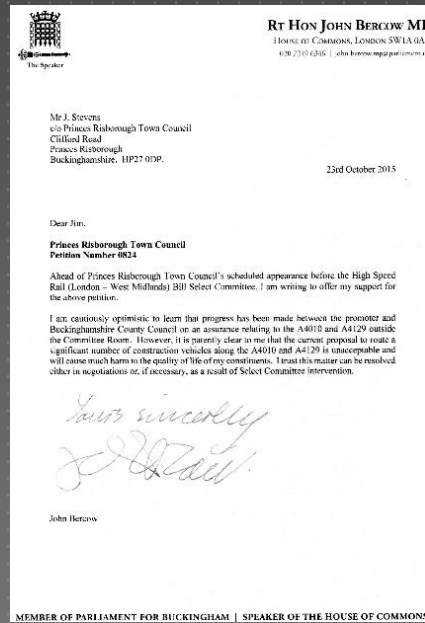 The Speaker
RT HON JOHN BERCOW MP
HOUSE OF COMMONS, LONDON SW1A 0A
020 7219 6346 | john.bercow.mp@parliament.u
Mr J. Stevens
c/o Princes Risborough Town Council
Clifford Road
Princes Risborough
Buckinghamshire. HP27 0DP.
23rd October 2015
Dear Jim,
Princes Risborough Town Council
Petition Number 0824
Ahead of Princes Risborough Town Council's scheduled appearance before the High Speed
Rail (London – West Midlands) Bill Select Committee, I am writing to offer my support for
the above petition.
I am cautiously optimistic to learn that progress has been made between the promoter and
Buckinghamshire County Council on an assurance relating to the A4010 and A4129 outside
the Committee Room. However, it is patently clear to me that the current proposal to route a
significant number of construction vehicles along the A4010 and A4129 is unacceptable and
will cause much harm to the quality of life of my constituents. I trust this matter can be resolved
either in negotiations or, if necessary, as a result of Select Committee intervention.
Yours sincerely
John Bercow
MEMBER OF PARLIAMENT FOR BUCKINGHAM | SPEAKER OF THE HOUSE OF COMMONS